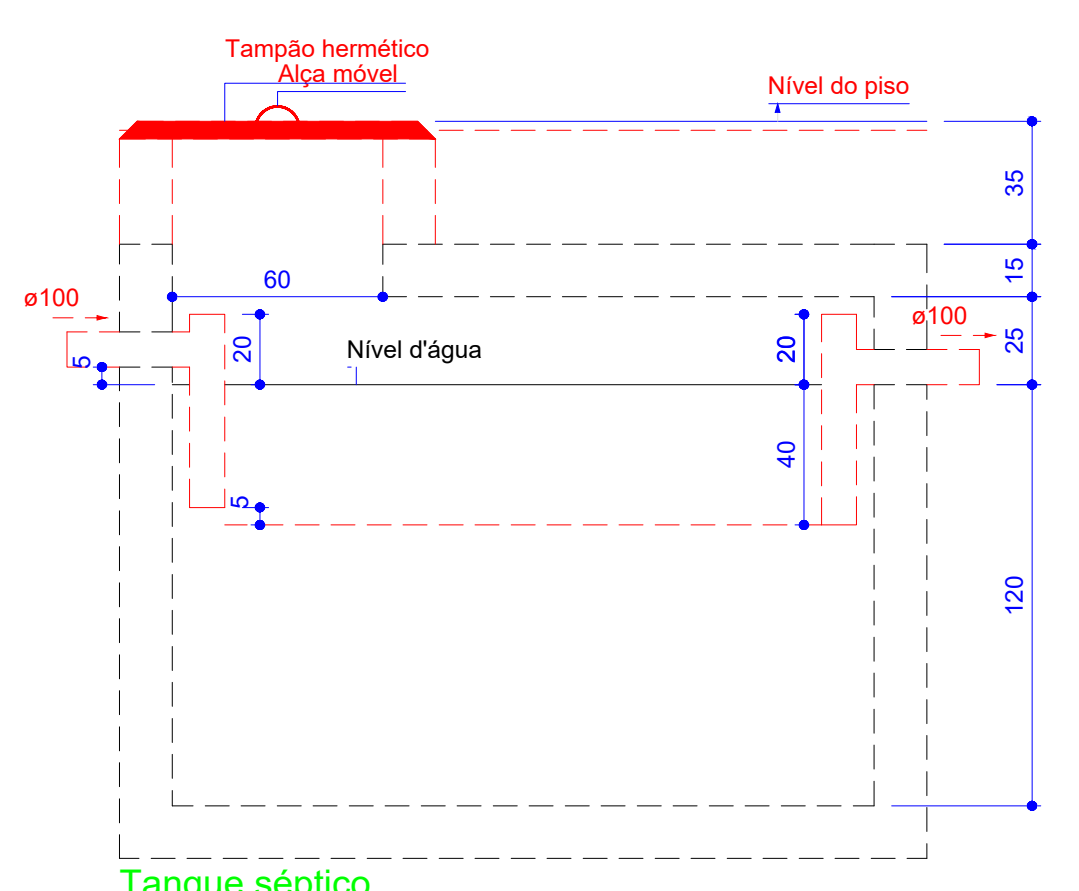 Tampão hermético
Alça móvel
Nível do piso
35
15
60
ø100
ø100
5
20
Nível d'água
20
25
40
5
120
Tanque séptico